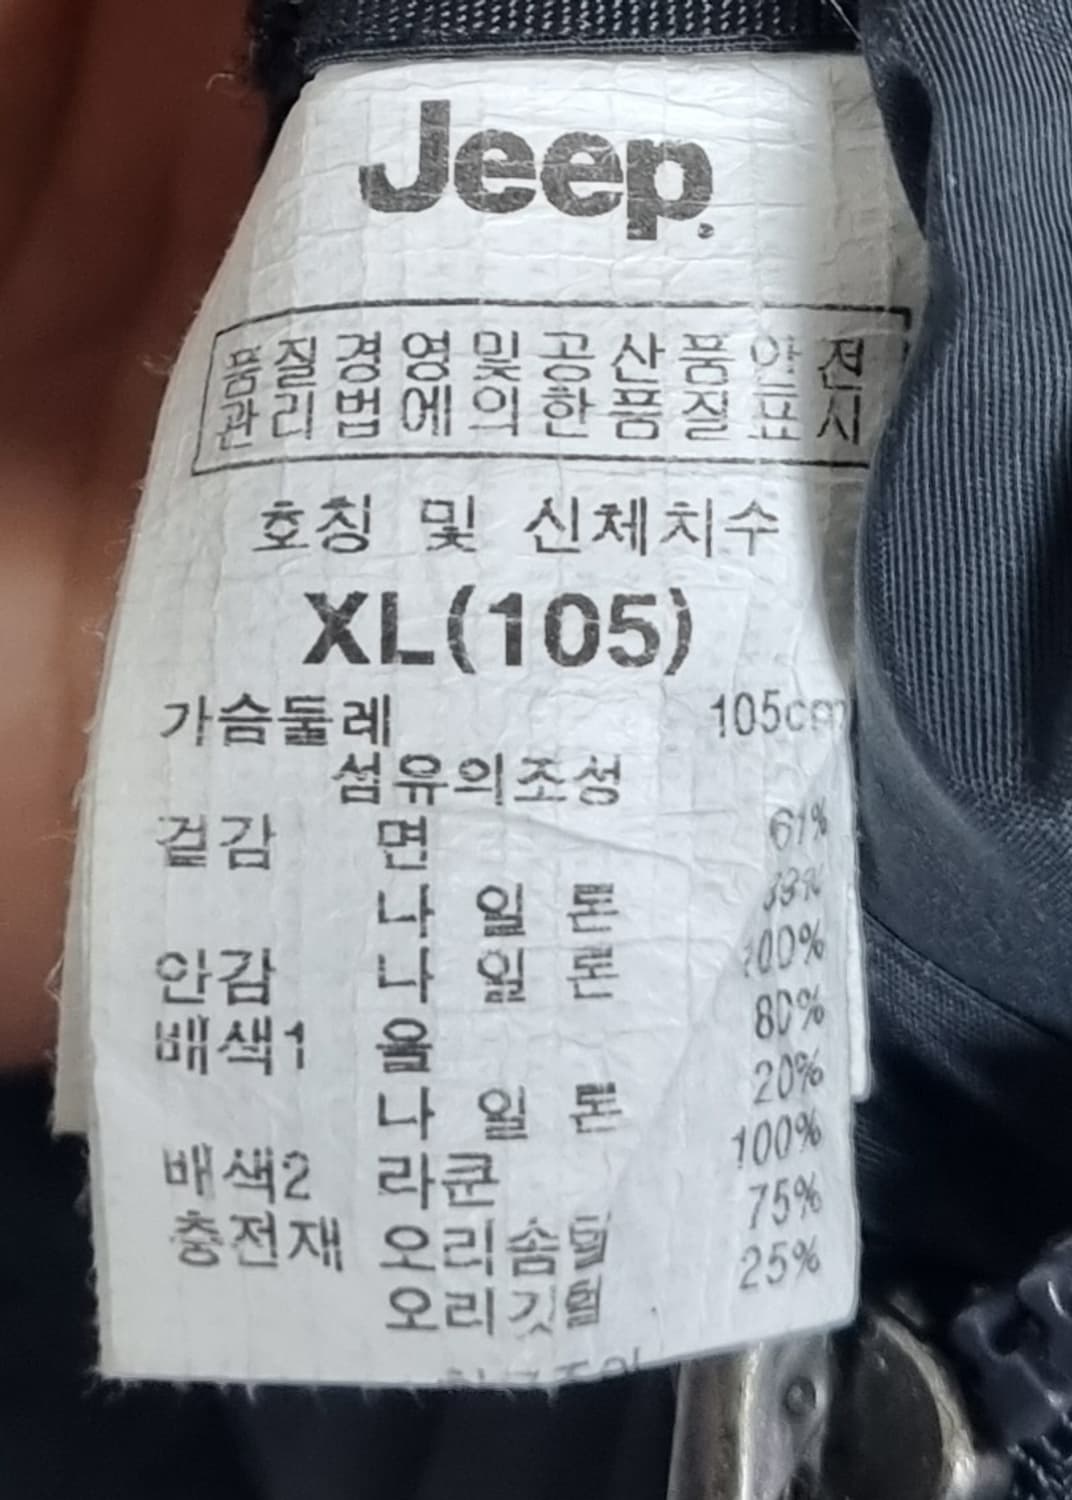 Jeep
품질경영및공산품안전
관리법에의한품질표시
호칭 및 신체치수
XL(105)
가슴둘레 105cm
섬유의조성
겉감 면 61%
나 일 론 39%
안감 나 일 론 100%
배색1 울 80%
나 일 론 20%
배색2 라쿤 100%
충전재 오리솜털 75%
오리깃털 25%